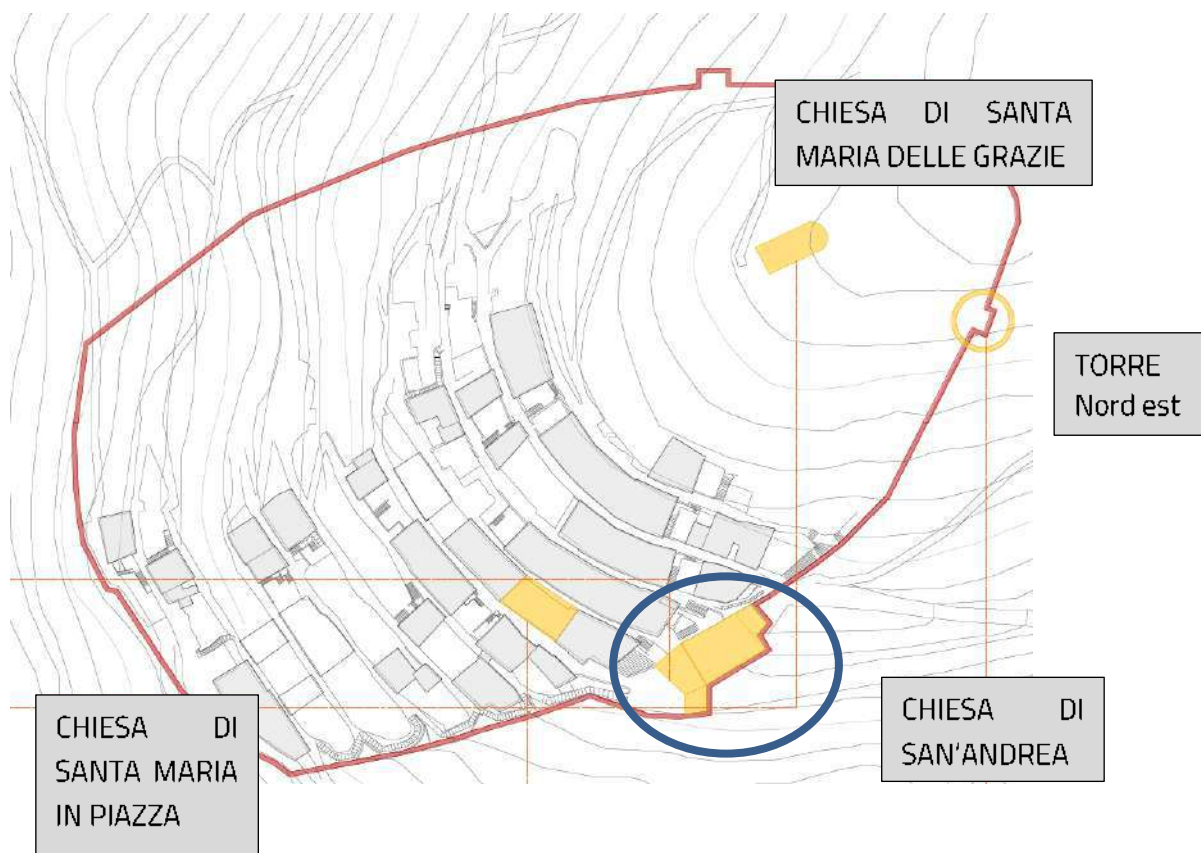 CHIESA DI SANTA
MARIA DELLE GRAZIE
TORRE
Nord est
CHIESA DI
SAN'ANDREA
CHIESA DI
SANTA MARIA
IN PIAZZA